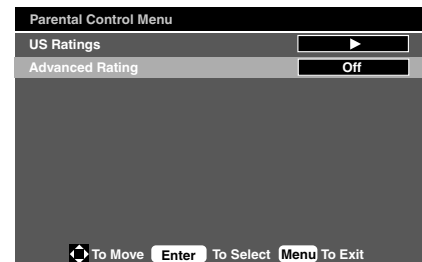 Parental Control Menu
US Ratings
Advanced Rating Off
To Move Enter To Select Menu To Exit